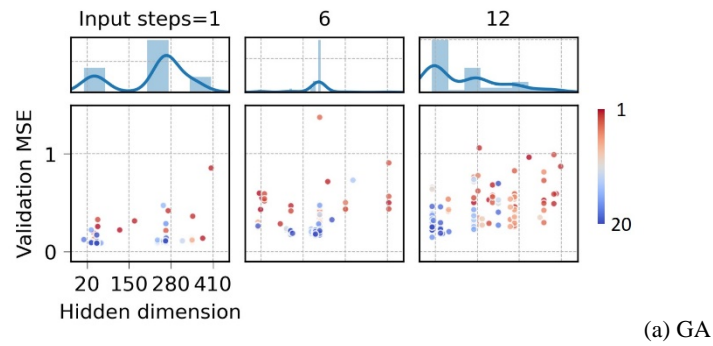 Input steps=1 6 12
Validation MSE
1
0
20 150 280 410
Hidden dimension
1
20
(a) GA